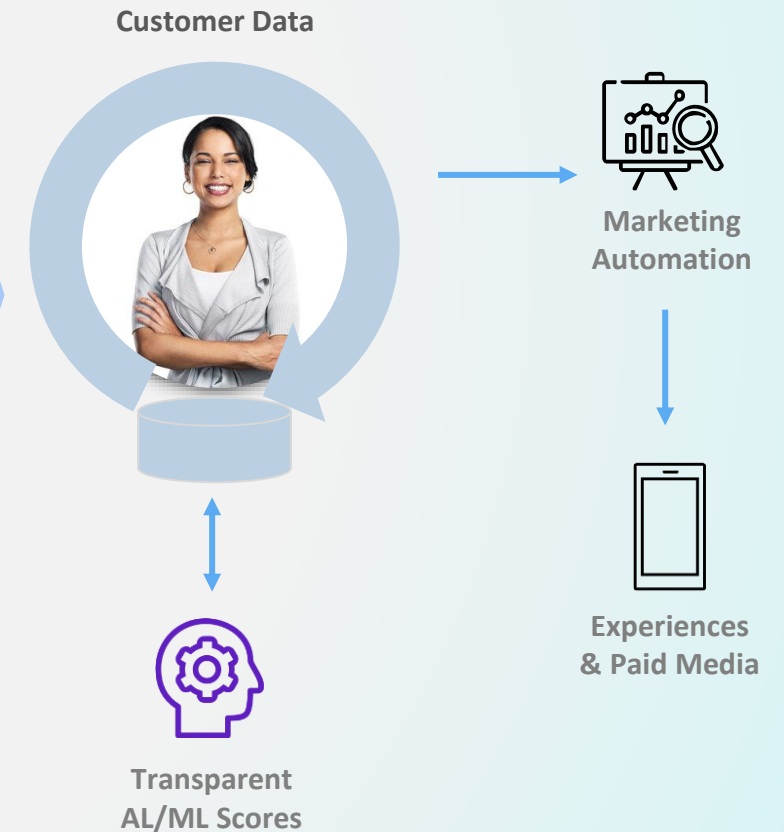 Customer Data
Marketing
Automation
Experiences
& Paid Media
Transparent
AL/ML Scores